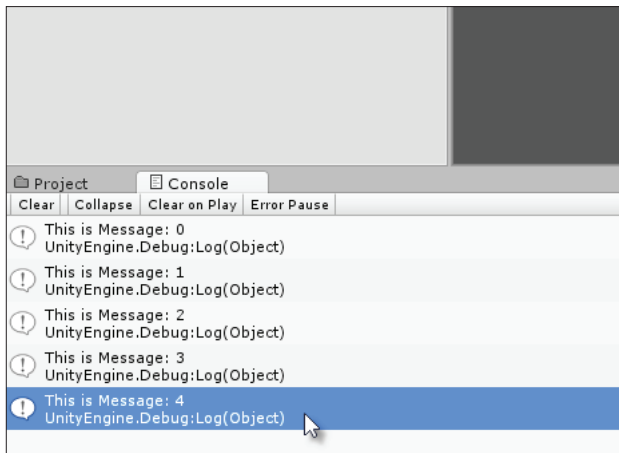 Project
Console
Clear
Collapse
Clear on Play
Error Pause
This is Message: 0
UnityEngine.Debug:Log(Object)
This is Message: 1
UnityEngine.Debug:Log(Object)
This is Message: 2
UnityEngine.Debug:Log(Object)
This is Message: 3
UnityEngine.Debug:Log(Object)
This is Message: 4
UnityEngine.Debug:Log(Object)